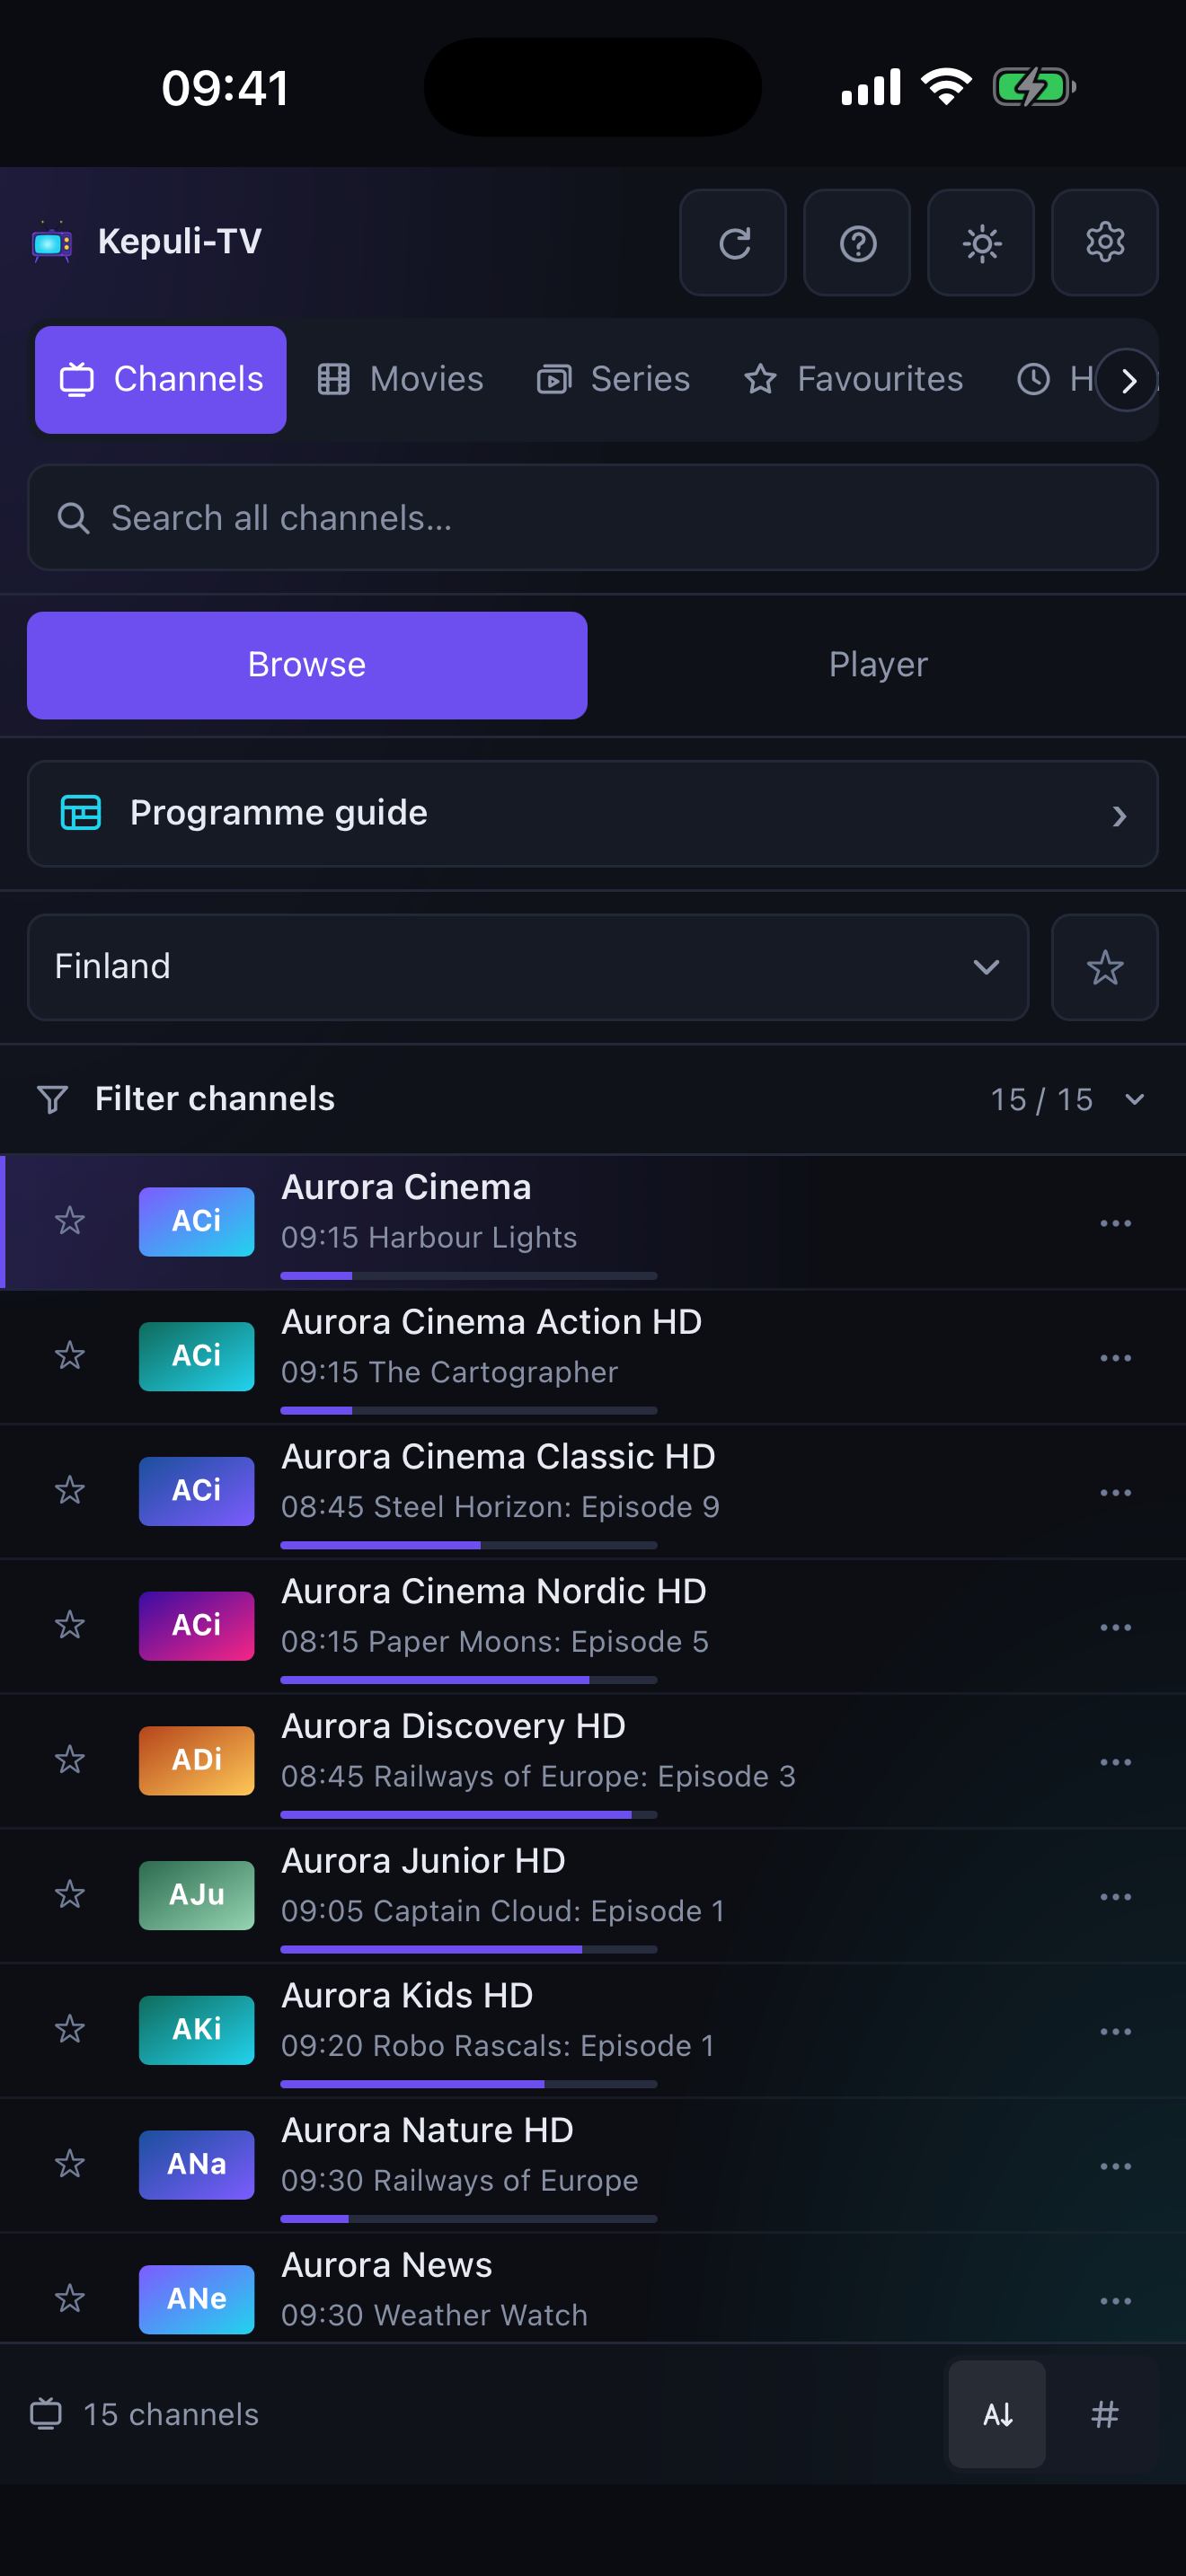 09:41
Kepuli-TV
Channels Movies Series Favourites
Search all channels...
Browse Player
Programme guide
Finland
Filter channels 15 / 15
ACi Aurora Cinema
09:15 Harbour Lights
ACi Aurora Cinema Action HD
09:15 The Cartographer
ACi Aurora Cinema Classic HD
08:45 Steel Horizon: Episode 9
ACi Aurora Cinema Nordic HD
08:15 Paper Moons: Episode 5
ADi Aurora Discovery HD
08:45 Railways of Europe: Episode 3
AJu Aurora Junior HD
09:05 Captain Cloud: Episode 1
AKi Aurora Kids HD
09:20 Robo Rascals: Episode 1
ANa Aurora Nature HD
09:30 Railways of Europe
ANe Aurora News
09:30 Weather Watch
15 channels A↓ #